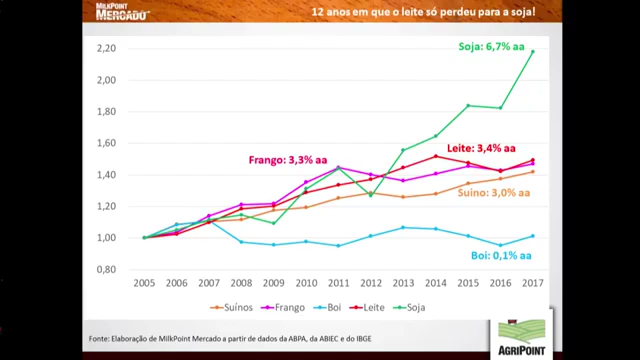 MILKPOINT
MERCADO
12 anos em que o leite só perdeu para a soja!
2,20
2,00
1,80
1,60
1,40
1,20
1,00
0,80
Soja: 6,7% aa
Frango: 3,3% aa
Leite: 3,4% aa
Suino: 3,0% aa
Boi: 0,1% aa
2005 2006 2007 2008 2009 2010 2011 2012 2013 2014 2015 2016 2017
Suínos Frango Boi Leite Soja
Fonte: Elaboração de MilkPoint Mercado a partir de dados da ABPA, da ABIEC e do IBGE
AGRIPOINT